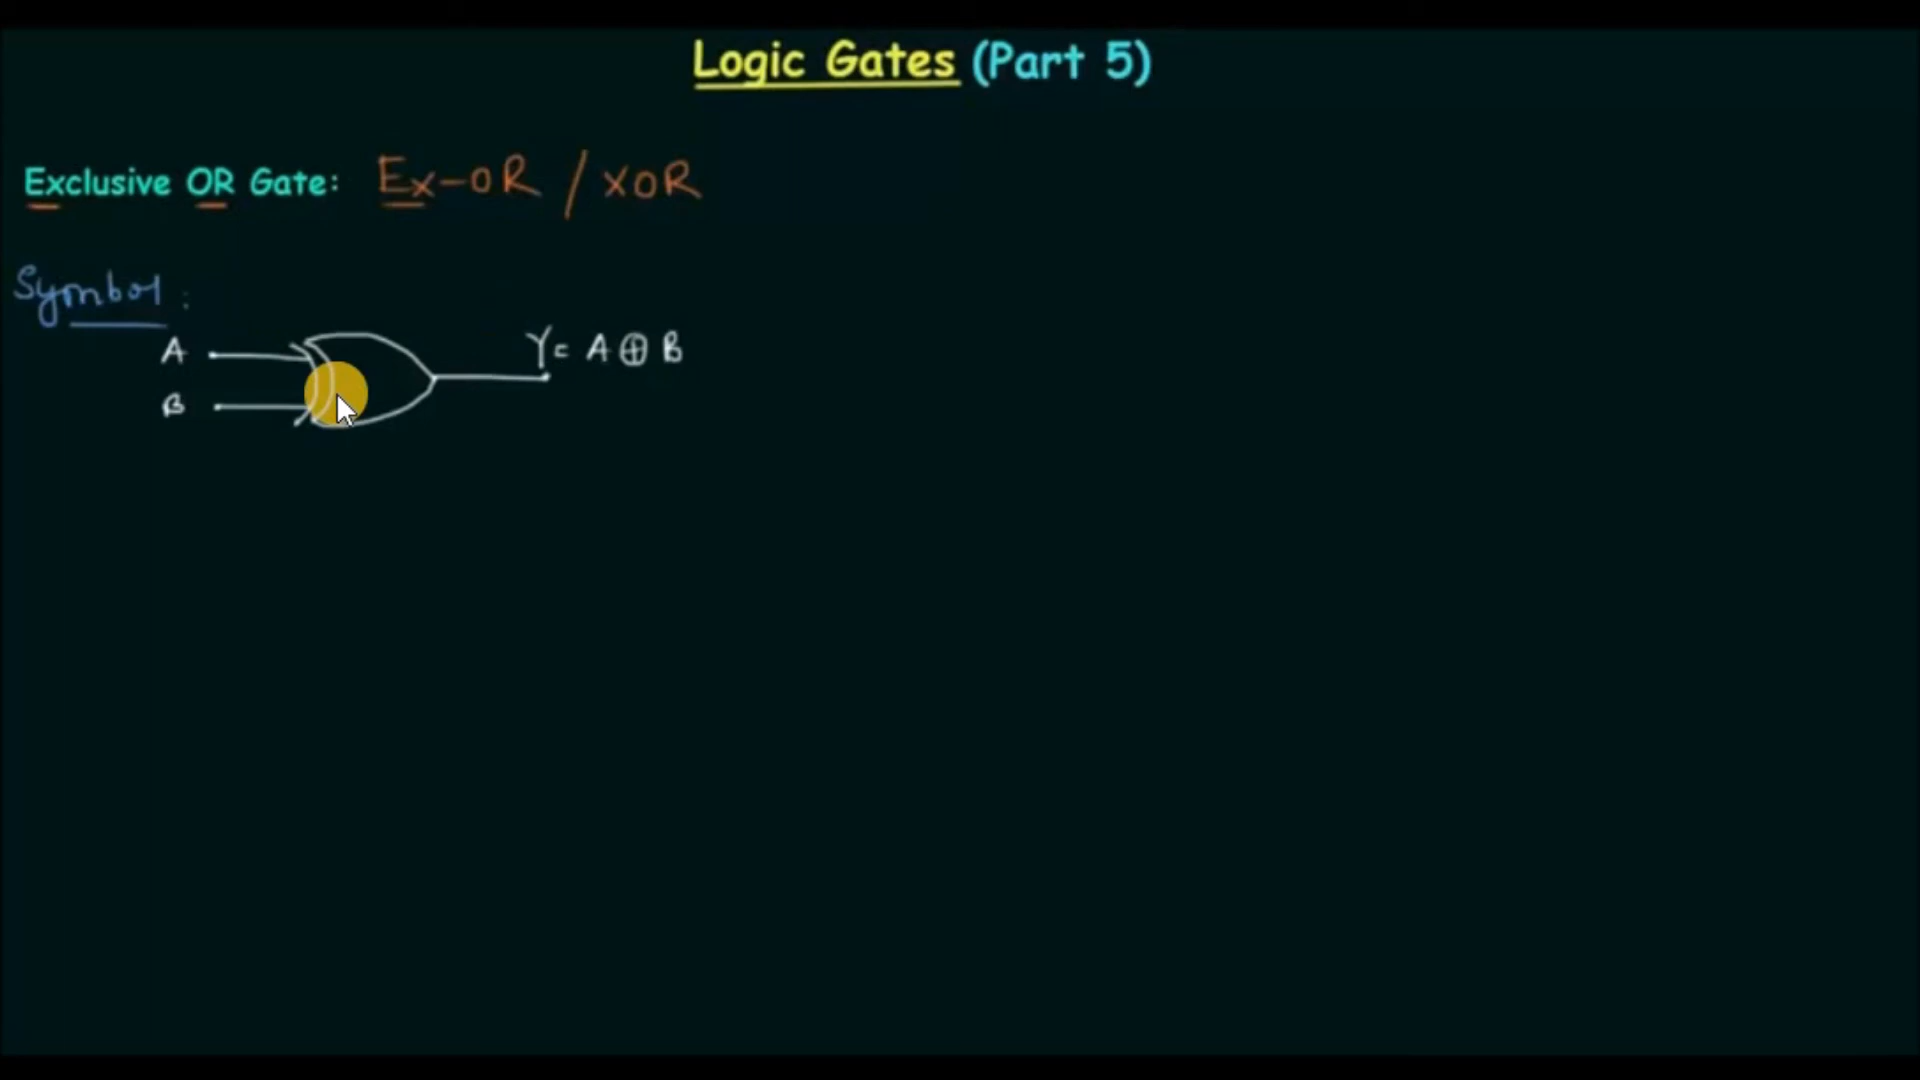 Logic Gates (Part 5)
Exclusive OR Gate: Ex-OR / XOR
Symbol :
A
Y= A ⊕ B
B